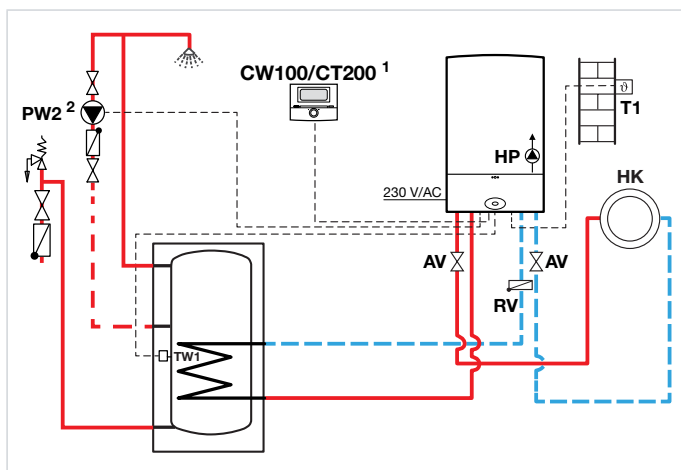 CW100/CT200 1
PW2 2
ϑ
T1
HP
HK
230 V/AC
AV
AV
RV
TW1